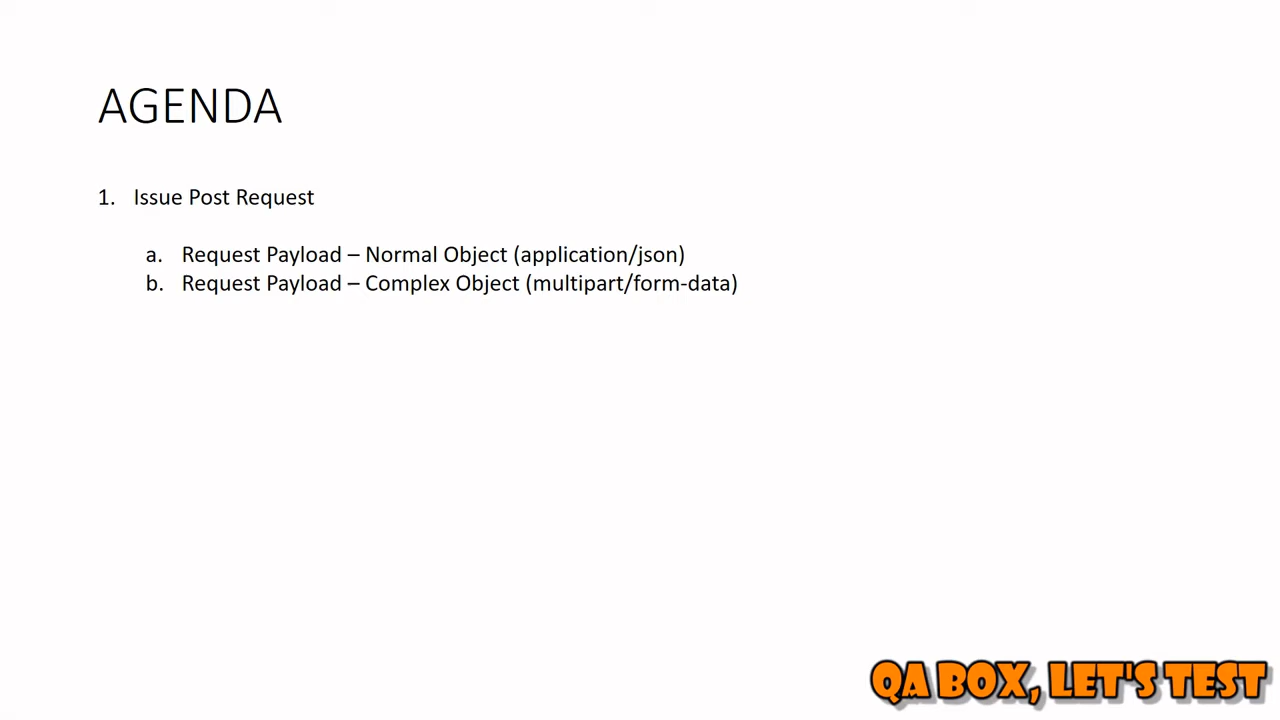 AGENDA
1. Issue Post Request
a. Request Payload – Normal Object (application/json)
b. Request Payload – Complex Object (multipart/form-data)
QA BOX, LET'S TEST